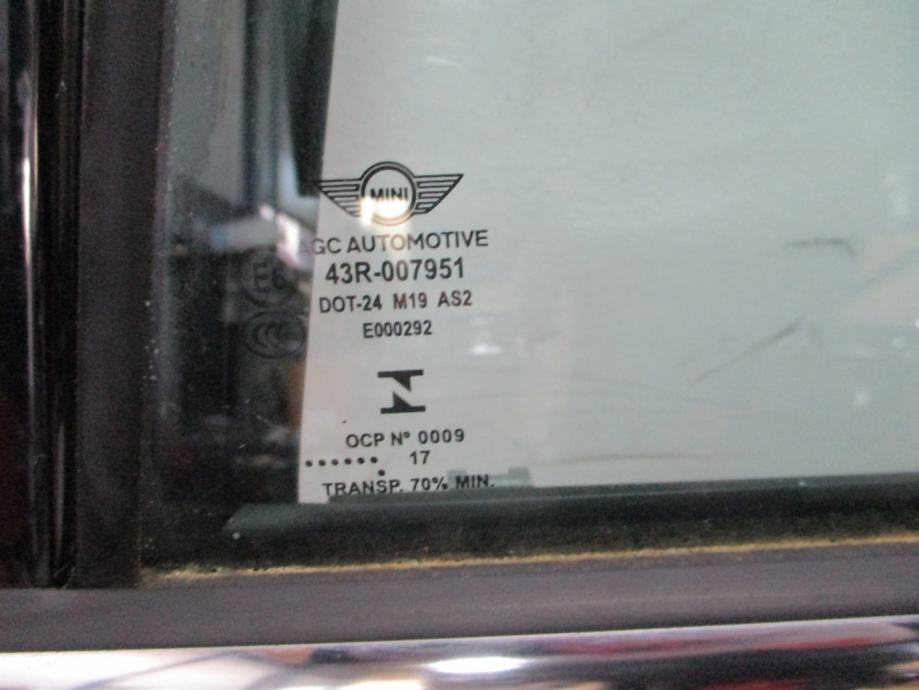 MINI
AGC AUTOMOTIVE
43R-007951
DOT-24 M19 AS2
E000292
OCP Nº 0009
....... 17
TRANSP. 70% MIN.